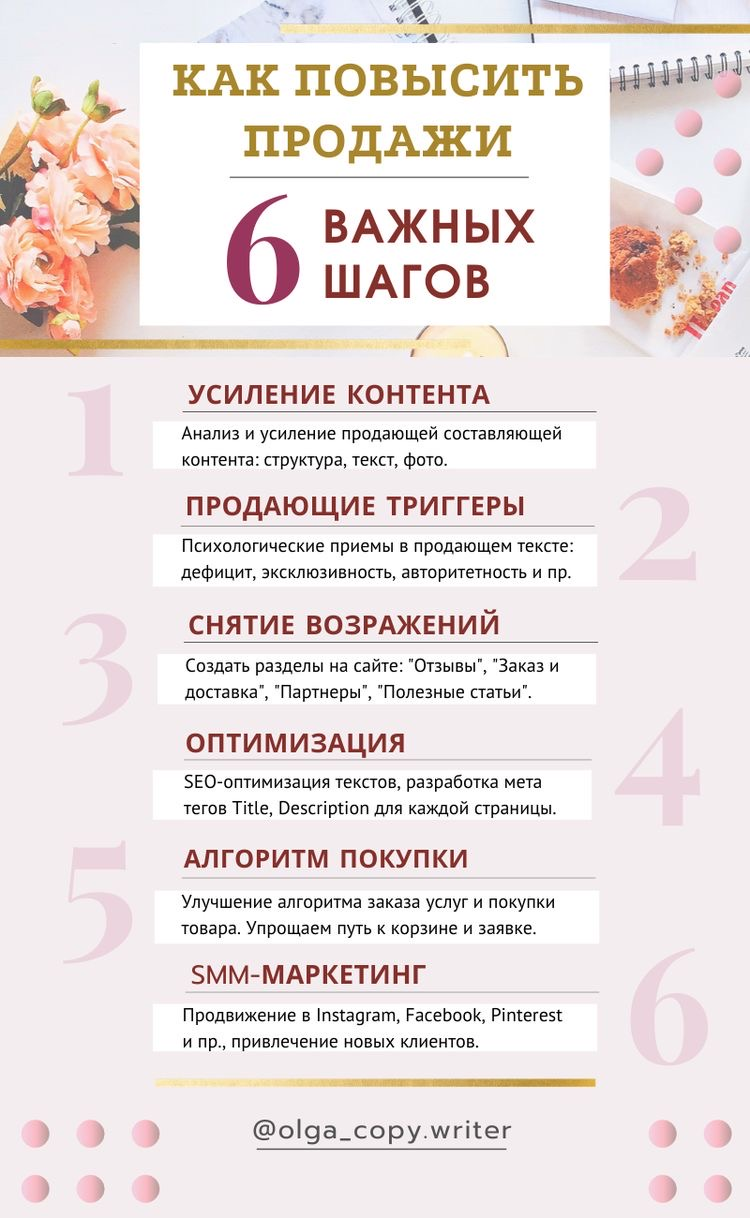 КАК ПОВЫСИТЬ
ПРОДАЖИ
6 ВАЖНЫХ
ШАГОВ
1
УСИЛЕНИЕ КОНТЕНТА
Анализ и усиление продающей составляющей
контента: структура, текст, фото.
2
ПРОДАЮЩИЕ ТРИГГЕРЫ
Психологические приемы в продающем тексте:
дефицит, эксклюзивность, авторитетность и пр.
3
СНЯТИЕ ВОЗРАЖЕНИЙ
Создать разделы на сайте: "Отзывы", "Заказ и
доставка", "Партнеры", "Полезные статьи".
4
ОПТИМИЗАЦИЯ
SEO-оптимизация текстов, разработка мета
тегов Title, Description для каждой страницы.
5
АЛГОРИТМ ПОКУПКИ
Улучшение алгоритма заказа услуг и покупки
товара. Упрощаем путь к корзине и заявке.
6
SMM-МАРКЕТИНГ
Продвижение в Instagram, Facebook, Pinterest
и пр., привлечение новых клиентов.
@olga_copy.writer